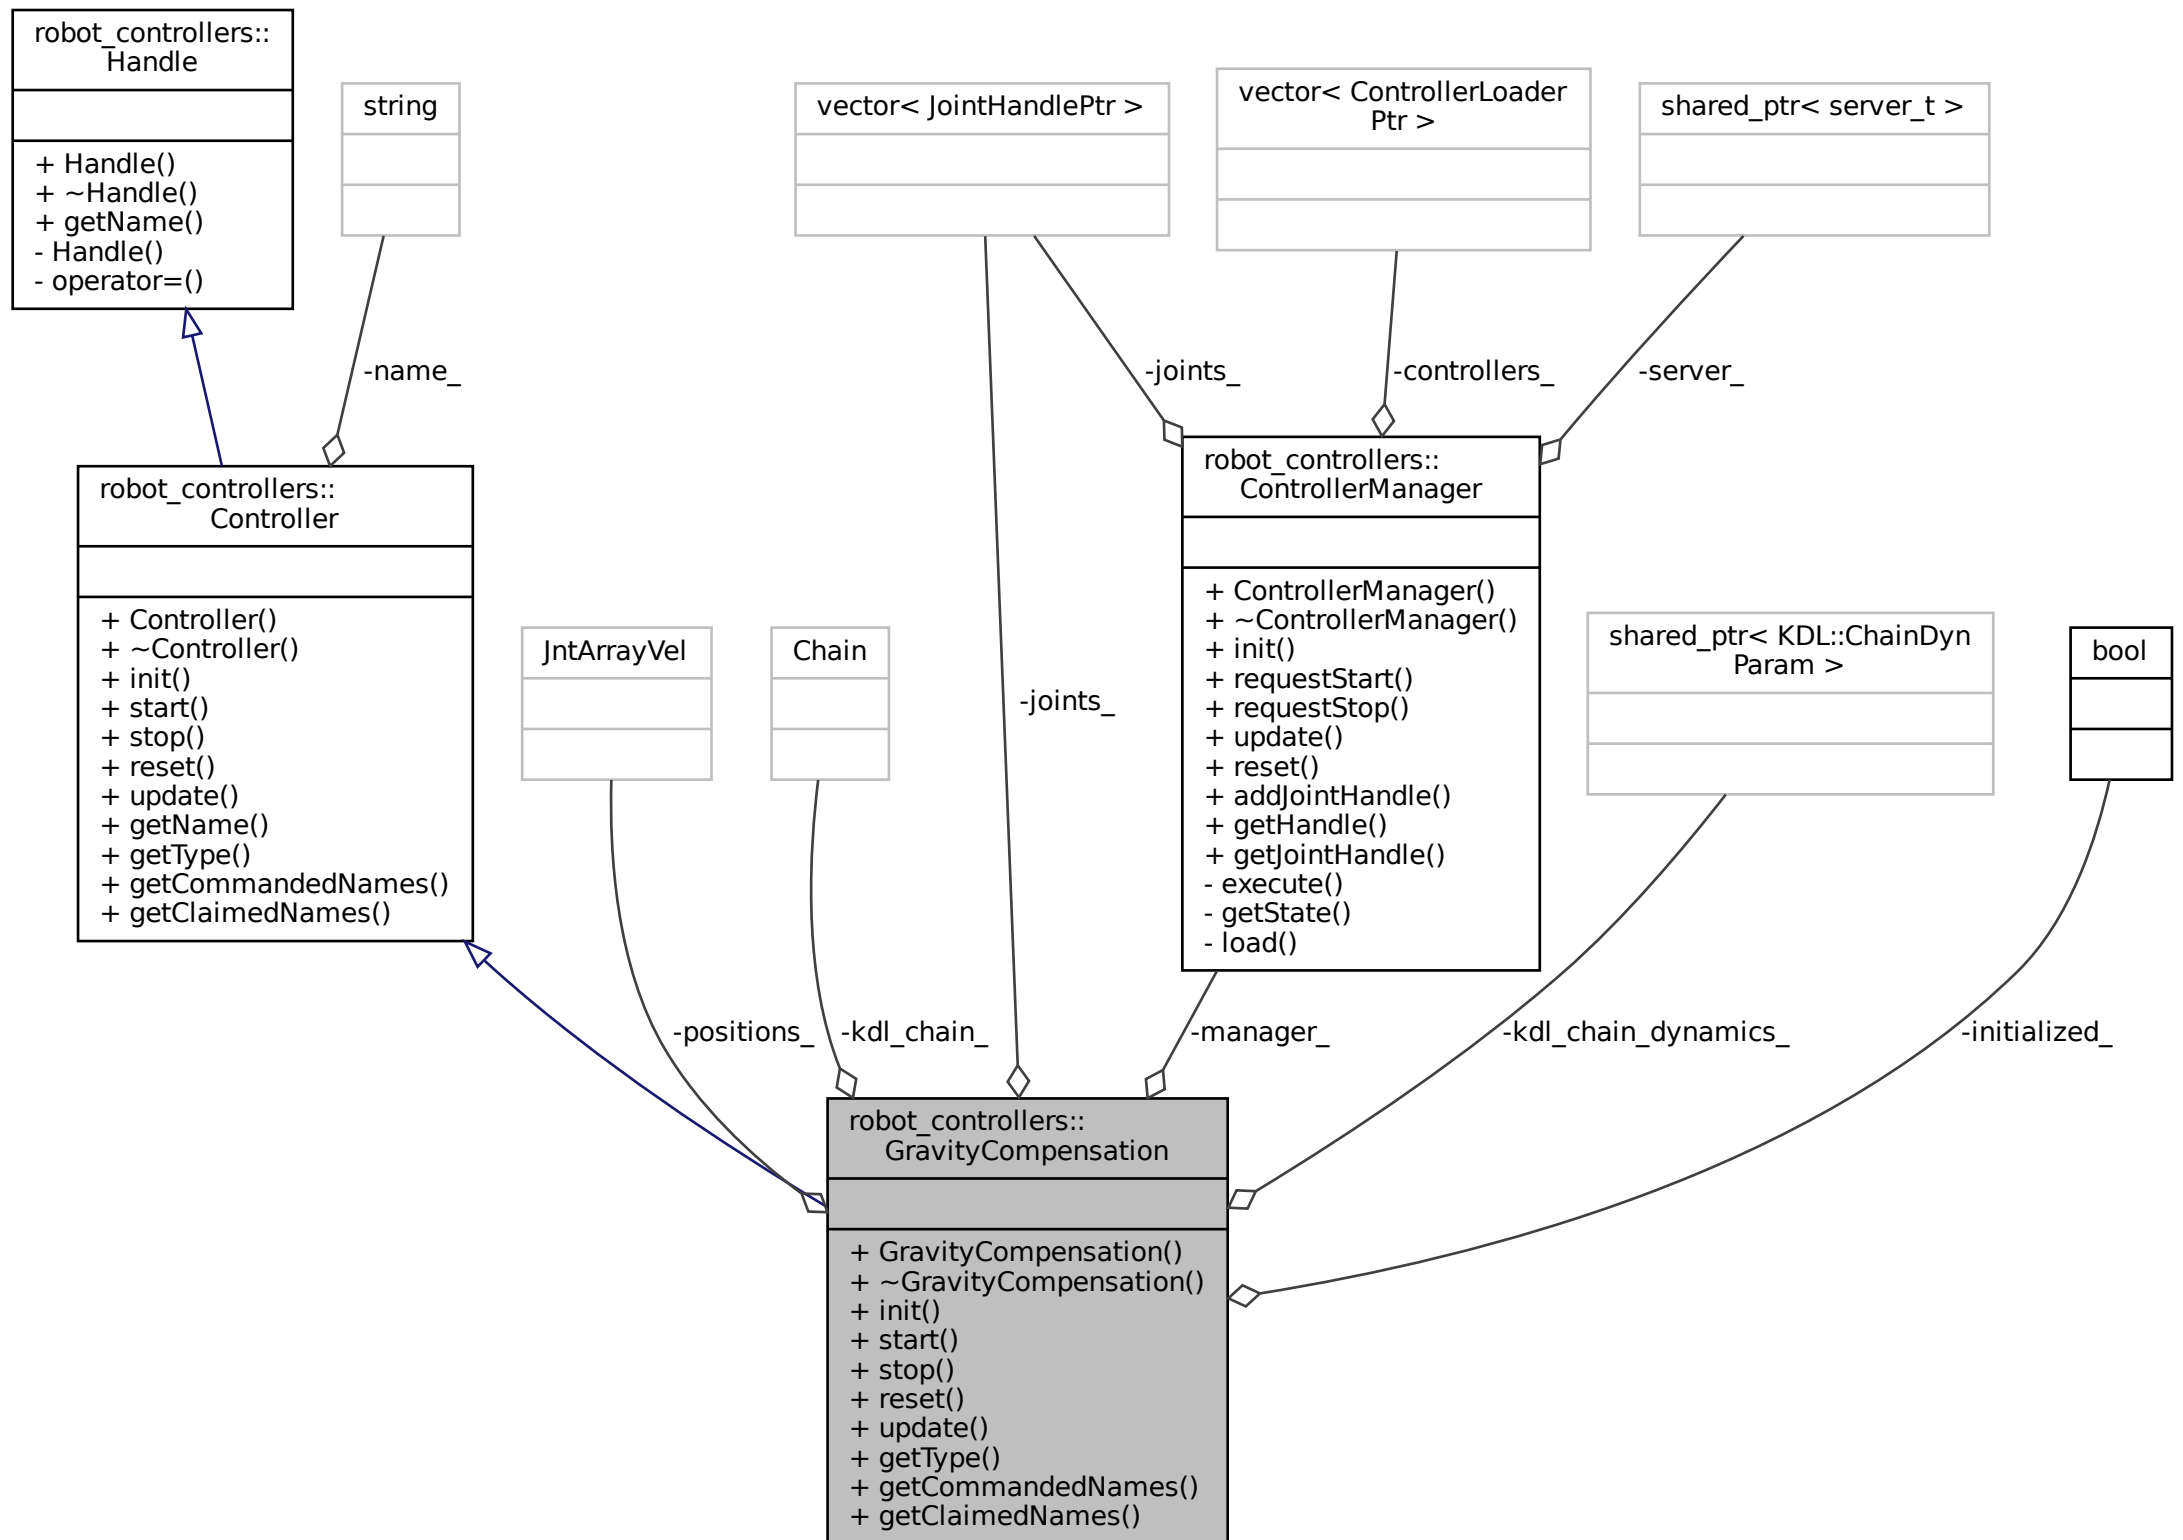 robot_controllers::
Handle
+ Handle()
+ ~Handle()
+ getName()
- Handle()
- operator=()
string
vector< JointHandlePtr >
vector< ControllerLoader
Ptr >
shared_ptr< server_t >
-name_
-joints_
-controllers_
-server_
robot_controllers::
Controller
+ Controller()
+ ~Controller()
+ init()
+ start()
+ stop()
+ reset()
+ update()
+ getName()
+ getType()
+ getCommandedNames()
+ getClaimedNames()
JntArrayVel
Chain
-joints_
robot_controllers::
ControllerManager
+ ControllerManager()
+ ~ControllerManager()
+ init()
+ requestStart()
+ requestStop()
+ update()
+ reset()
+ addJointHandle()
+ getHandle()
+ getJointHandle()
- execute()
- getState()
- load()
shared_ptr< KDL::ChainDyn
Param >
bool
-positions_
-kdl_chain_
-manager_
-kdl_chain_dynamics_
-initialized_
robot_controllers::
GravityCompensation
+ GravityCompensation()
+ ~GravityCompensation()
+ init()
+ start()
+ stop()
+ reset()
+ update()
+ getType()
+ getCommandedNames()
+ getClaimedNames()